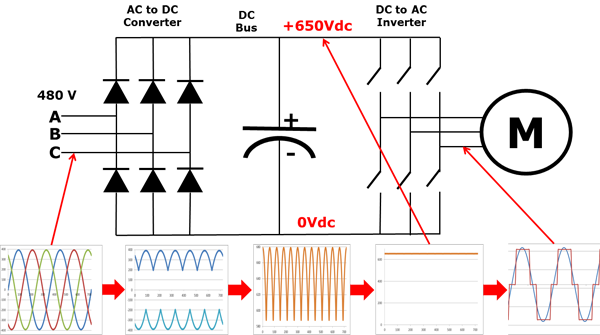 AC to DC
Converter
DC
Bus
+650Vdc
DC to AC
Inverter
480 V
A
B
C
+
-
M
0Vdc